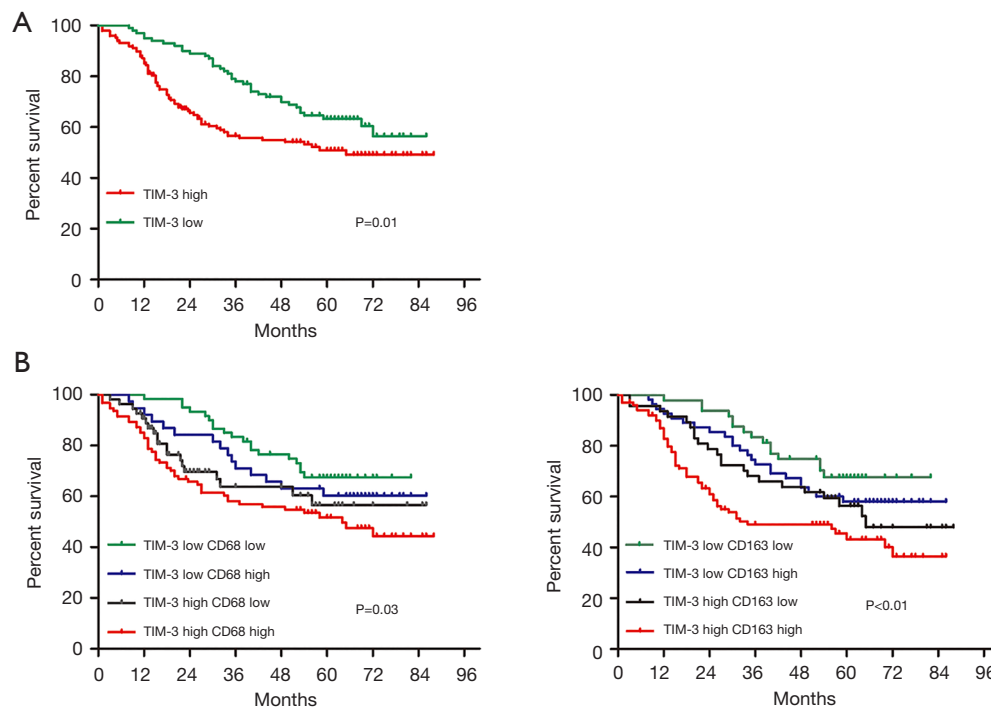 A
Percent survival
100
80
60
40
20
0
TIM-3 high
TIM-3 low
P=0.01
0 12 24 36 48 60 72 84 96
Months
B
Percent survival
100
80
60
40
20
0
TIM-3 low CD68 low
TIM-3 low CD68 high
TIM-3 high CD68 low
TIM-3 high CD68 high
P=0.03
0 12 24 36 48 60 72 84 96
Months
Percent survival
100
80
60
40
20
0
TIM-3 low CD163 low
TIM-3 low CD163 high
TIM-3 high CD163 low
TIM-3 high CD163 high
P<0.01
0 12 24 36 48 60 72 84 96
Months